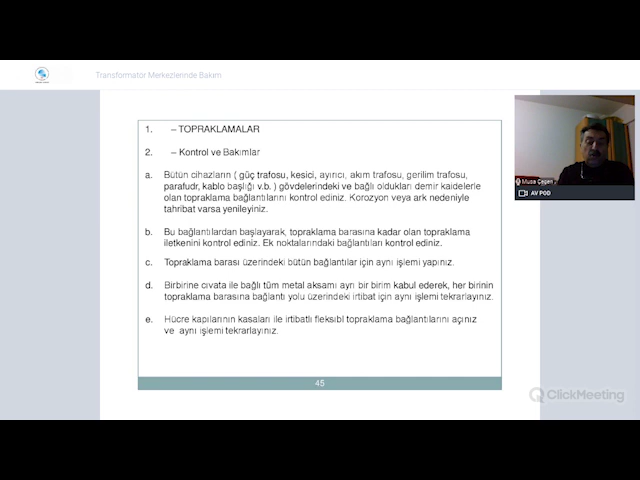 Transformatör Merkezlerinde Bakım
1. – TOPRAKLAMALAR
2. – Kontrol ve Bakımlar
a. Bütün cihazların ( güç trafosu, kesici, ayırıcı, akım trafosu, gerilim trafosu,
parafudr, kablo başlığı v.b. ) gövdelerindeki ve bağlı oldukları demir kaidelerle
olan topraklama bağlantılarını kontrol ediniz. Korozyon veya ark nedeniyle
tahribat varsa yenileyiniz.
b. Bu bağlantılardan başlayarak, topraklama barasına kadar olan topraklama
iletkenini kontrol ediniz. Ek noktalarındaki bağlantıları kontrol ediniz.
c. Topraklama barası üzerindeki bütün bağlantılar için aynı işlemi yapınız.
d. Birbirine cıvata ile bağlı tüm metal aksamı ayrı bir birim kabul ederek, her birinin
topraklama barasına bağlantı yolu üzerindeki irtibat için aynı işlemi tekrarlayınız.
e. Hücre kapılarının kasaları ile irtibatlı fleksibl topraklama bağlantılarını açınız
ve aynı işlemi tekrarlayınız.
45
Musa Çeçen
AV POD
ClickMeeting